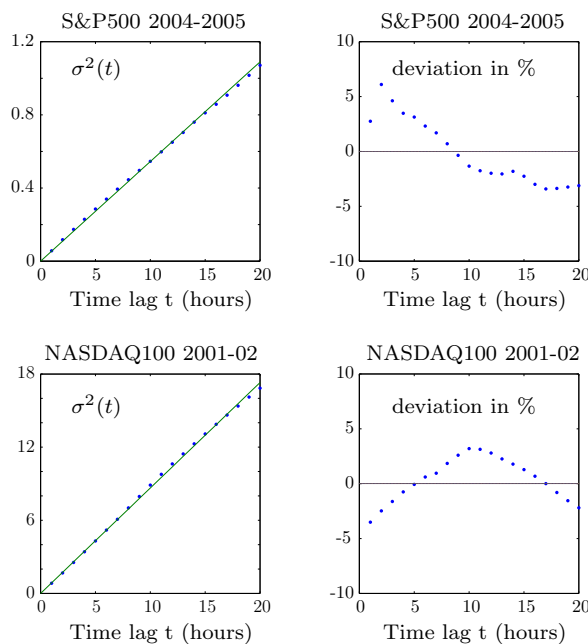 S&P500 2004-2005
1.2
0.8
0.4
0
σ²(t)
0 5 10 15 20
Time lag t (hours)
10
5
0
-5
-10
deviation in %
0 5 10 15 20
Time lag t (hours)
NASDAQ100 2001-02
18
12
6
0
σ²(t)
0 5 10 15 20
Time lag t (hours)
NASDAQ100 2001-02
10
5
0
-5
-10
deviation in %
0 5 10 15 20
Time lag t (hours)